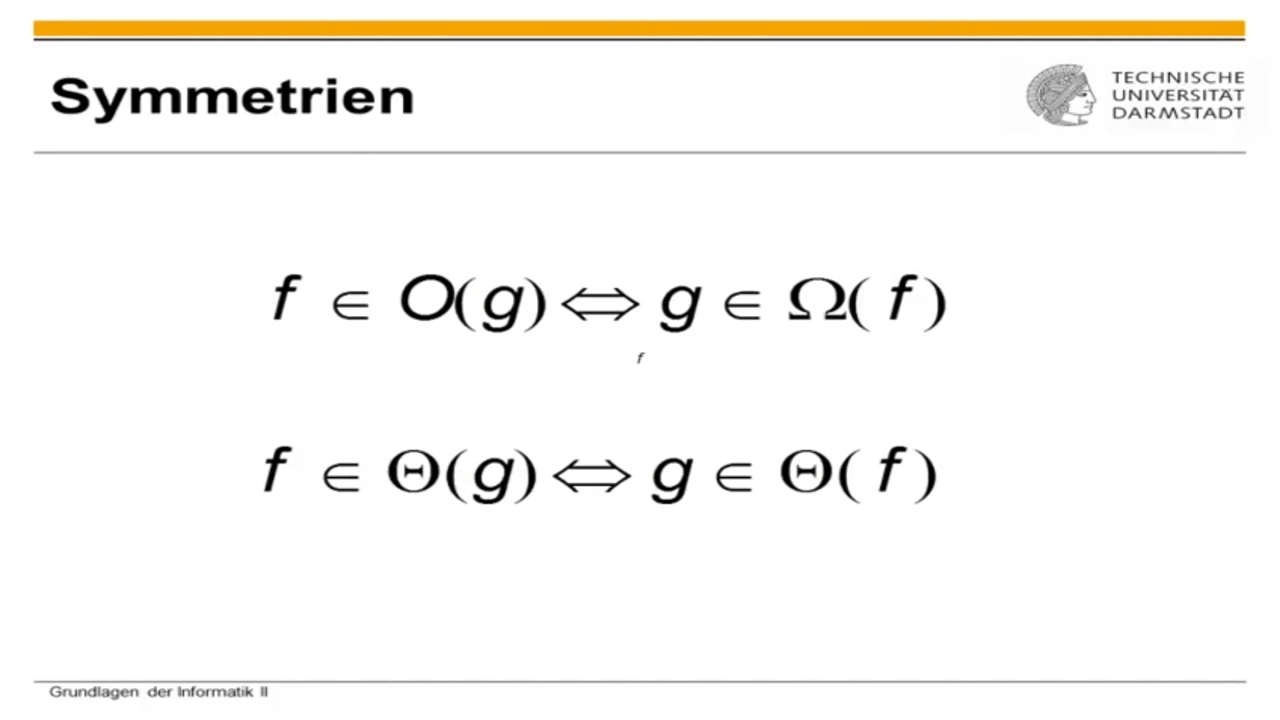 Symmetrien
TECHNISCHE
UNIVERSITÄT
DARMSTADT
f ∈ O(g) ⇔ g ∈ Ω( f )
f
f ∈ Θ(g) ⇔ g ∈ Θ( f )
Grundlagen der Informatik II